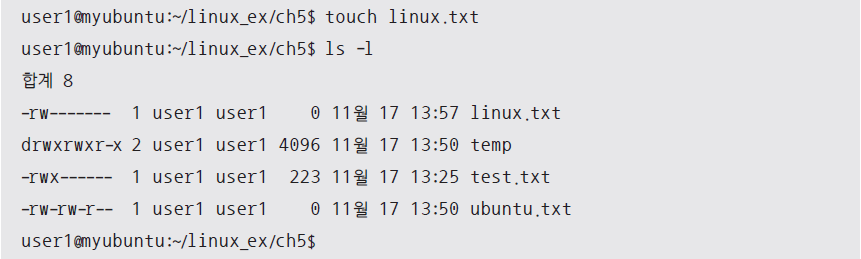 user1@myubuntu:~/linux_ex/ch5$ touch linux.txt
user1@myubuntu:~/linux_ex/ch5$ ls -l
합계 8
-rw------- 1 user1 user1 0 11월 17 13:57 linux.txt
drwxrwxr-x 2 user1 user1 4096 11월 17 13:50 temp
-rwx------ 1 user1 user1 223 11월 17 13:25 test.txt
-rw-rw-r-- 1 user1 user1 0 11월 17 13:50 ubuntu.txt
user1@myubuntu:~/linux_ex/ch5$